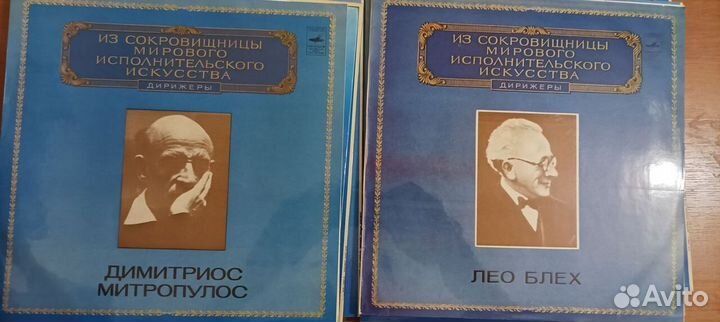 ИЗ СОКРОВИЩНИЦЫ
МИРОВОГО
ИСПОЛНИТЕЛЬСКОГО
ИСКУССТВА
ДИРИЖЕРЫ
ДИМИТРИОС
МИТРОПУЛОС
ИЗ СОКРОВИЩНИЦЫ
МИРОВОГО
ИСПОЛНИТЕЛЬСКОГО
ИСКУССТВА
ДИРИЖЕРЫ
ЛЕО БЛЕХ
Avito